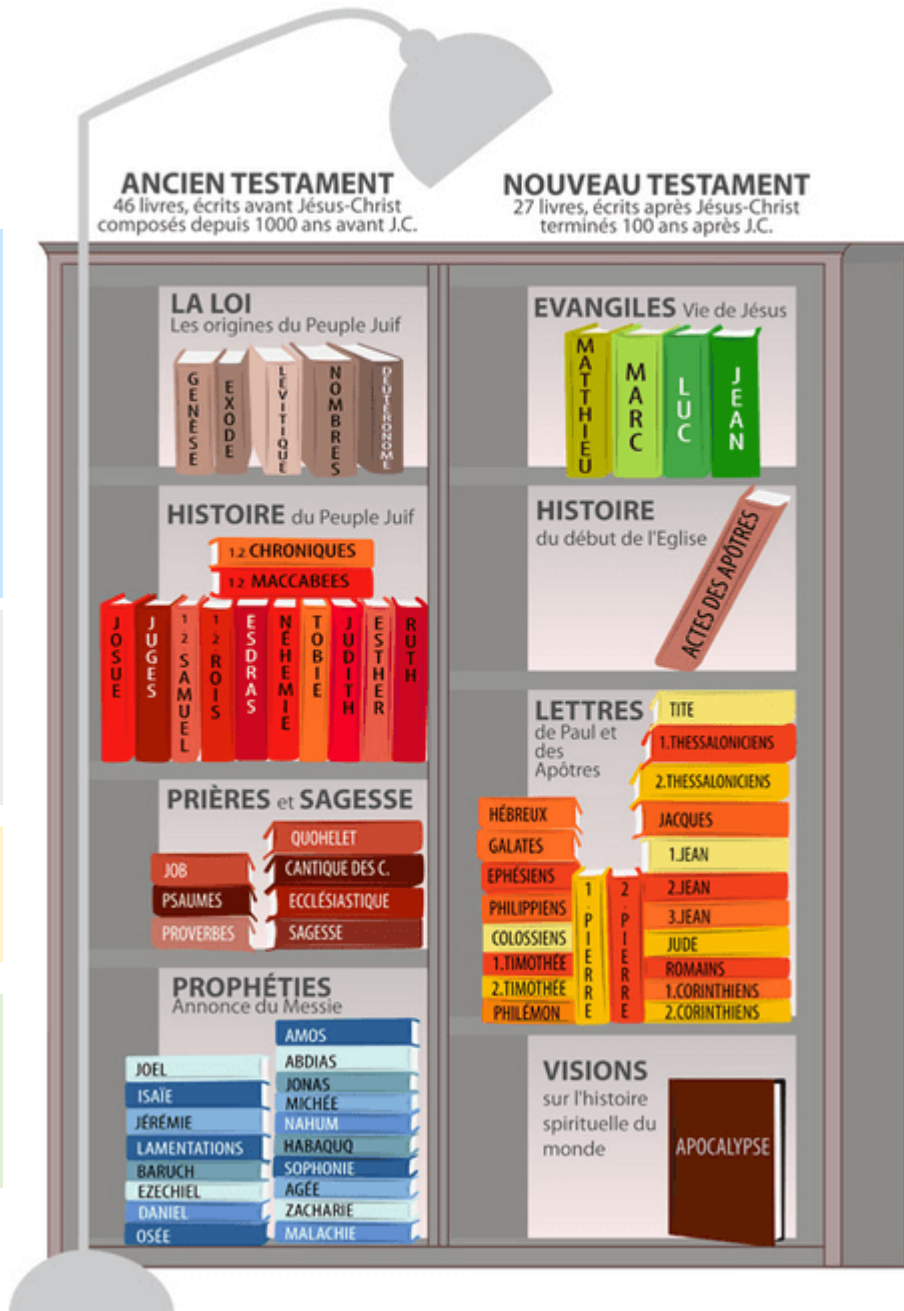 ANCIEN TESTAMENT
46 livres, écrits avant Jésus-Christ
composés depuis 1000 ans avant J.C.
LA LOI
Les origines du Peuple Juif
GENÈSE
EXODE
LÉVITIQUE
NOMBRES
DEUTÉRONOME
HISTOIRE du Peuple Juif
1.2 CHRONIQUES
1.2 MACCABEES
JOSUE
JUGES
1 2 SAMUEL
1 2 ROIS
ESDRAS
NÉHEMIE
TOBIE
JUDITH
ESTHER
RUTH
PRIÈRES et SAGESSE
JOB
PSAUMES
PROVERBES
QUOHELET
CANTIQUE DES C.
ECCLÉSIASTIQUE
SAGESSE
PROPHÉTIES
Annonce du Messie
JOEL
ISAÏE
JÉRÉMIE
LAMENTATIONS
BARUCH
EZECHIEL
DANIEL
OSÉE
AMOS
ABDIAS
JONAS
MICHÉE
NAHUM
HABAQUQ
SOPHONIE
AGÉE
ZACHARIE
MALACHIE
NOUVEAU TESTAMENT
27 livres, écrits après Jésus-Christ
terminés 100 ans après J.C.
EVANGILES Vie de Jésus
MATTHIEU
MARC
LUC
JEAN
HISTOIRE
du début de l'Eglise
ACTES DES APÔTRES
LETTRES
de Paul et
des
Apôtres
HÉBREUX
GALATES
EPHÉSIENS
PHILIPPIENS
COLOSSIENS
1.TIMOTHÉE
2.TIMOTHÉE
PHILÉMON
1.PIERRE
2.PIERRE
TITE
1.THESSALONICIENS
2.THESSALONICIENS
JACQUES
1.JEAN
2.JEAN
3.JEAN
JUDE
ROMAINS
1.CORINTHIENS
2.CORINTHIENS
VISIONS
sur l'histoire
spirituelle du
monde
APOCALYPSE